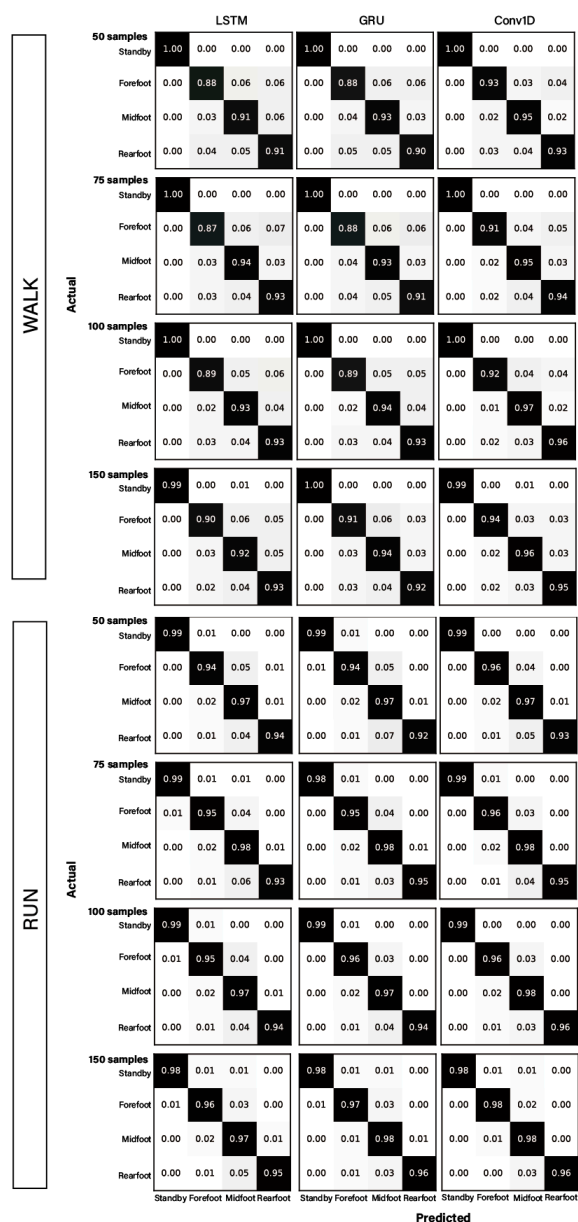 LSTM GRU Conv1D
WALK
Actual
50 samples
Standby 1.00 0.00 0.00 0.00 1.00 0.00 0.00 0.00 1.00 0.00 0.00 0.00
Forefoot 0.00 0.88 0.06 0.06 0.00 0.88 0.06 0.06 0.00 0.93 0.03 0.04
Midfoot 0.00 0.03 0.91 0.06 0.00 0.04 0.93 0.03 0.00 0.02 0.95 0.02
Rearfoot 0.00 0.04 0.05 0.91 0.00 0.05 0.05 0.90 0.00 0.03 0.04 0.93
75 samples
Standby 1.00 0.00 0.00 0.00 1.00 0.00 0.00 0.00 1.00 0.00 0.00 0.00
Forefoot 0.00 0.87 0.06 0.07 0.00 0.88 0.06 0.06 0.00 0.91 0.04 0.05
Midfoot 0.00 0.03 0.94 0.03 0.00 0.04 0.93 0.03 0.00 0.02 0.95 0.03
Rearfoot 0.00 0.03 0.04 0.93 0.00 0.04 0.05 0.91 0.00 0.02 0.04 0.94
100 samples
Standby 1.00 0.00 0.00 0.00 1.00 0.00 0.00 0.00 1.00 0.00 0.00 0.00
Forefoot 0.00 0.89 0.05 0.06 0.00 0.89 0.05 0.05 0.00 0.92 0.04 0.04
Midfoot 0.00 0.02 0.93 0.04 0.00 0.02 0.94 0.04 0.00 0.01 0.97 0.02
Rearfoot 0.00 0.03 0.04 0.93 0.00 0.03 0.04 0.93 0.00 0.02 0.03 0.96
150 samples
Standby 0.99 0.00 0.01 0.00 1.00 0.00 0.00 0.00 0.99 0.00 0.01 0.00
Forefoot 0.00 0.90 0.06 0.05 0.00 0.91 0.06 0.03 0.00 0.94 0.03 0.03
Midfoot 0.00 0.03 0.92 0.05 0.00 0.03 0.94 0.03 0.00 0.02 0.96 0.03
Rearfoot 0.00 0.02 0.04 0.93 0.00 0.03 0.04 0.92 0.00 0.02 0.03 0.95
RUN
Actual
50 samples
Standby 0.99 0.01 0.00 0.00 0.99 0.01 0.00 0.00 0.99 0.00 0.00 0.00
Forefoot 0.00 0.94 0.05 0.01 0.01 0.94 0.05 0.00 0.00 0.96 0.04 0.00
Midfoot 0.00 0.02 0.97 0.01 0.00 0.02 0.97 0.01 0.00 0.02 0.97 0.01
Rearfoot 0.00 0.01 0.04 0.94 0.00 0.01 0.07 0.92 0.00 0.01 0.05 0.93
75 samples
Standby 0.99 0.01 0.01 0.00 0.98 0.01 0.00 0.00 0.99 0.01 0.00 0.00
Forefoot 0.01 0.95 0.04 0.00 0.00 0.95 0.04 0.00 0.00 0.96 0.03 0.00
Midfoot 0.00 0.02 0.98 0.01 0.00 0.02 0.98 0.01 0.00 0.02 0.98 0.00
Rearfoot 0.00 0.01 0.06 0.93 0.00 0.01 0.03 0.95 0.00 0.01 0.04 0.95
100 samples
Standby 0.99 0.01 0.00 0.00 0.99 0.01 0.00 0.00 0.99 0.00 0.00 0.00
Forefoot 0.01 0.95 0.04 0.00 0.00 0.96 0.03 0.00 0.00 0.96 0.03 0.00
Midfoot 0.00 0.02 0.97 0.01 0.00 0.02 0.97 0.00 0.00 0.02 0.98 0.00
Rearfoot 0.00 0.01 0.04 0.94 0.00 0.01 0.04 0.94 0.00 0.01 0.03 0.96
150 samples
Standby 0.98 0.01 0.01 0.00 0.98 0.01 0.01 0.00 0.98 0.01 0.01 0.00
Forefoot 0.01 0.96 0.03 0.00 0.01 0.97 0.03 0.00 0.00 0.98 0.02 0.00
Midfoot 0.00 0.02 0.97 0.01 0.00 0.01 0.98 0.01 0.00 0.01 0.98 0.00
Rearfoot 0.00 0.01 0.05 0.95 0.00 0.01 0.03 0.96 0.00 0.00 0.03 0.96
Standby Forefoot Midfoot Rearfoot Standby Forefoot Midfoot Rearfoot Standby Forefoot Midfoot Rearfoot
Predicted